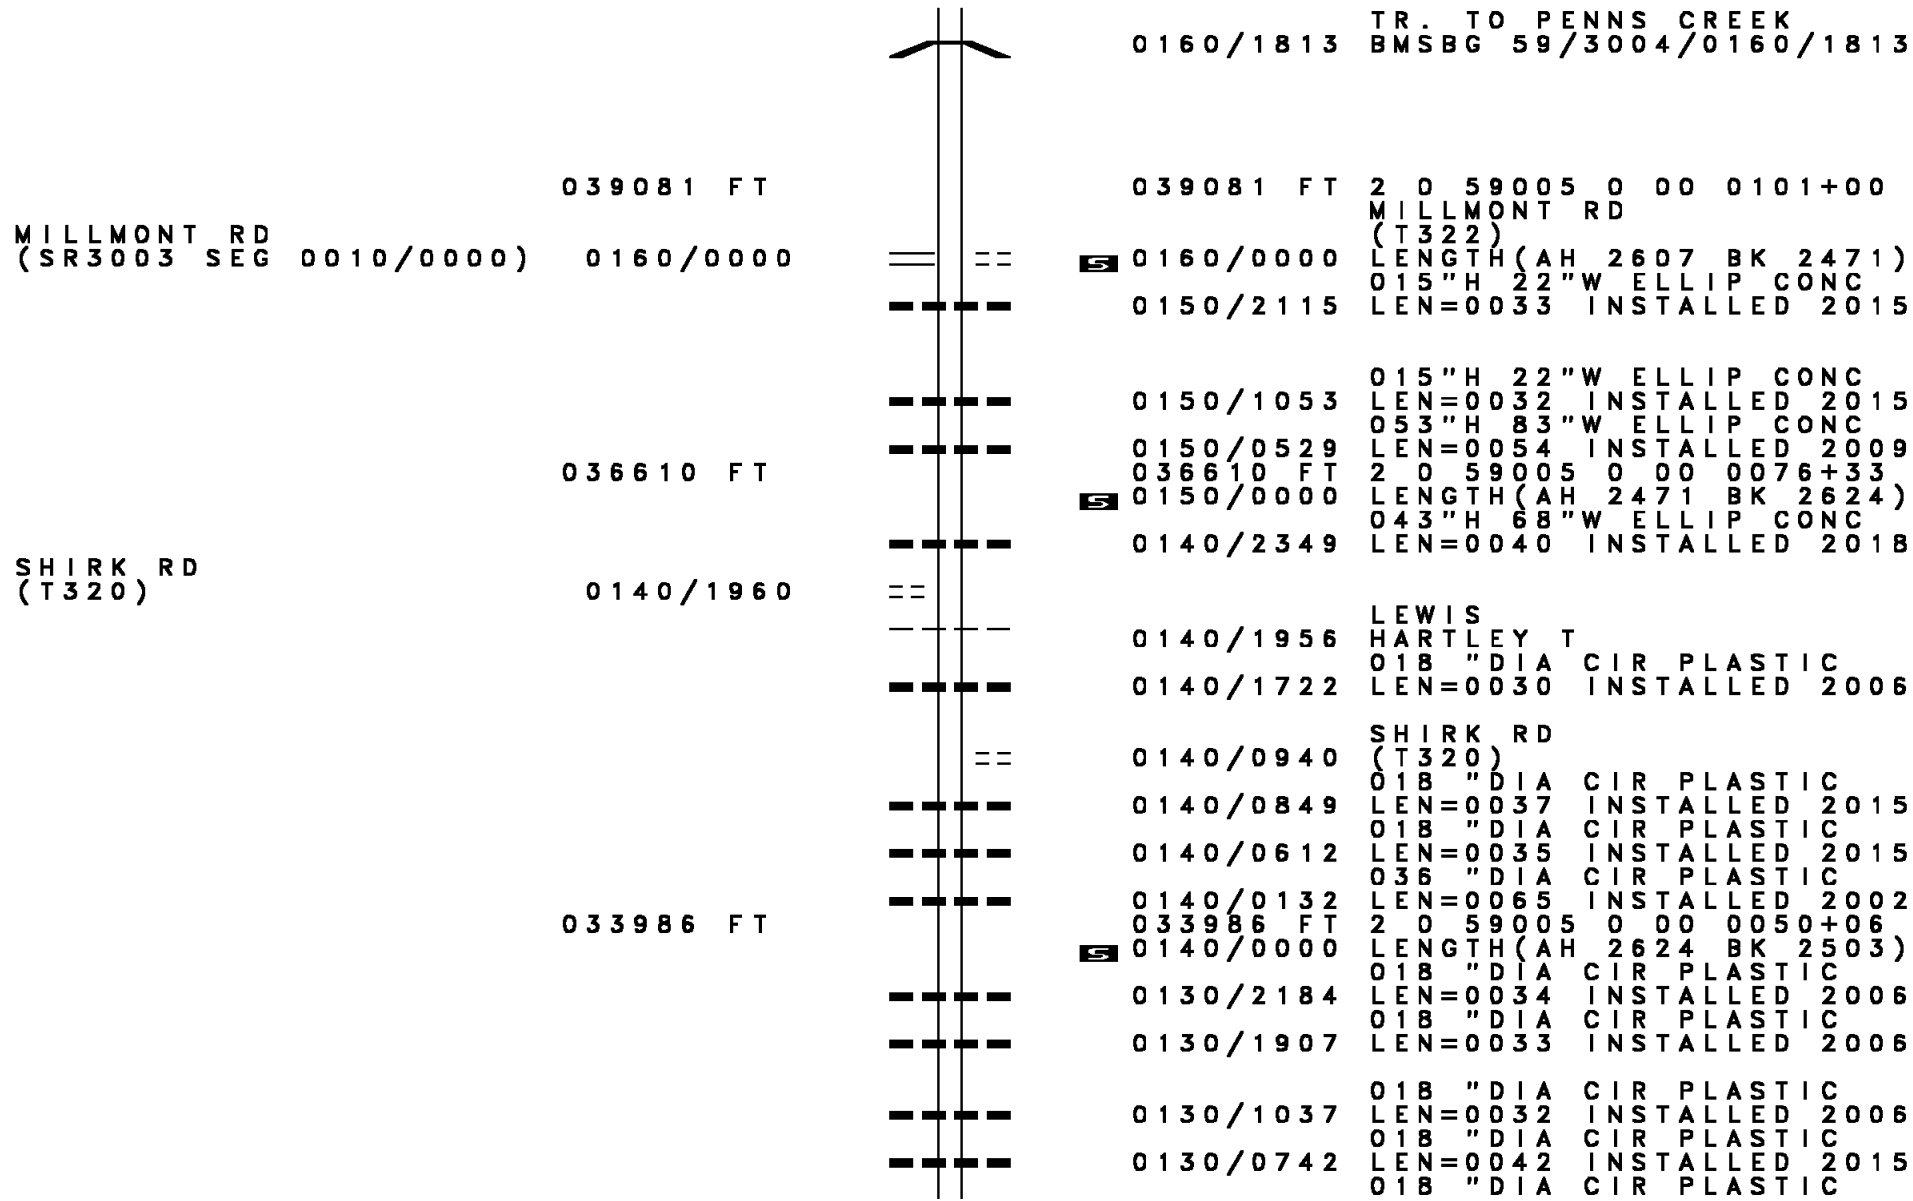 TR. TO PENNS CREEK
0160/1813 BMSBG 59/3004/0160/1813
039081 FT 039081 FT 2 0 59005 0 00 0101+00
MILLMONT RD
MILLMONT RD (T322)
(SR3003 SEG 0010/0000) 0160/0000 S 0160/0000 LENGTH(AH 2607 BK 2471)
015"H 22"W ELLIP CONC
0150/2115 LEN=0033 INSTALLED 2015
015"H 22"W ELLIP CONC
0150/1053 LEN=0032 INSTALLED 2015
053"H 83"W ELLIP CONC
0150/0529 LEN=0054 INSTALLED 2009
036610 FT 036610 FT 2 0 59005 0 00 0076+33
S 0150/0000 LENGTH(AH 2471 BK 2624)
043"H 68"W ELLIP CONC
0140/2349 LEN=0040 INSTALLED 2018
SHIRK RD
(T320) 0140/1960
LEWIS
0140/1956 HARTLEY T
018 "DIA CIR PLASTIC
0140/1722 LEN=0030 INSTALLED 2006
SHIRK RD
0140/0940 (T320)
018 "DIA CIR PLASTIC
0140/0849 LEN=0037 INSTALLED 2015
018 "DIA CIR PLASTIC
0140/0612 LEN=0035 INSTALLED 2015
036 "DIA CIR PLASTIC
0140/0132 LEN=0065 INSTALLED 2002
033986 FT 033986 FT 2 0 59005 0 00 0050+06
S 0140/0000 LENGTH(AH 2624 BK 2503)
018 "DIA CIR PLASTIC
0130/2184 LEN=0034 INSTALLED 2006
018 "DIA CIR PLASTIC
0130/1907 LEN=0033 INSTALLED 2006
018 "DIA CIR PLASTIC
0130/1037 LEN=0032 INSTALLED 2006
018 "DIA CIR PLASTIC
0130/0742 LEN=0042 INSTALLED 2015
018 "DIA CIR PLASTIC